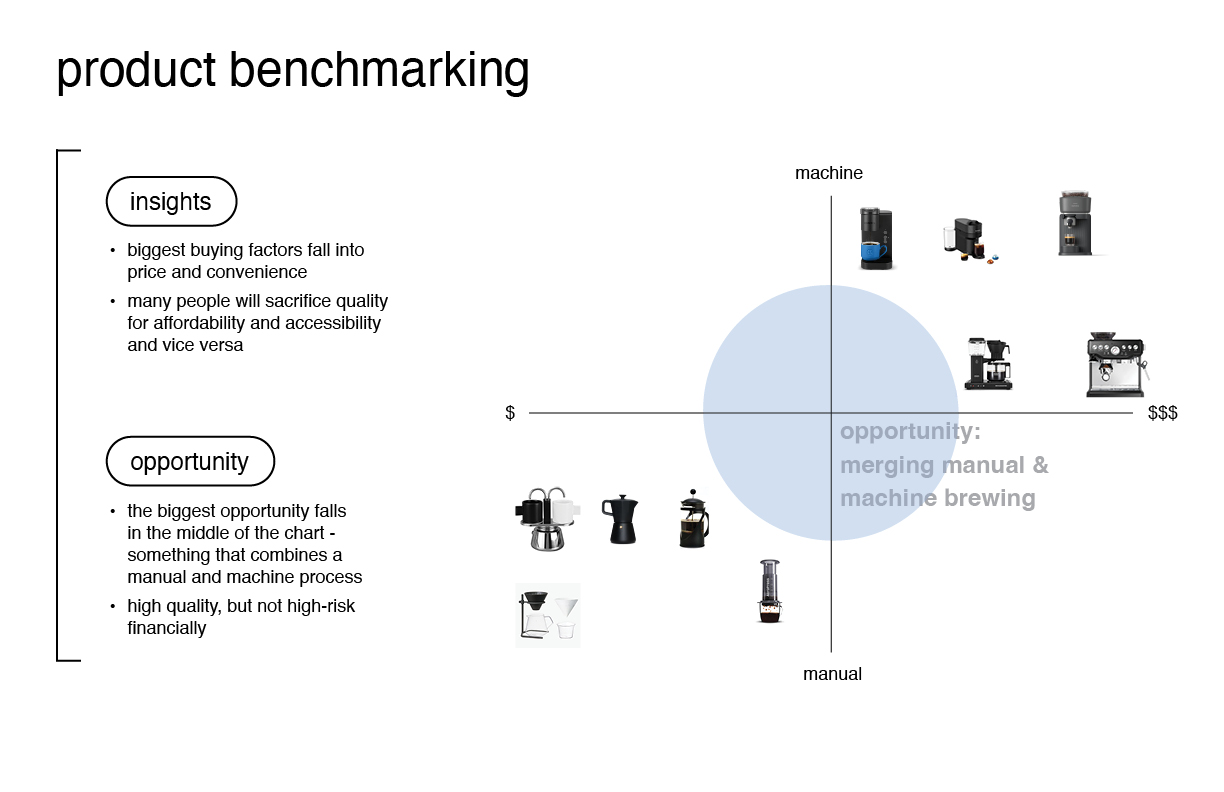 product benchmarking
insights
• biggest buying factors fall into
price and convenience
• many people will sacrifice quality
for affordability and accessibility
and vice versa
opportunity
• the biggest opportunity falls
in the middle of the chart -
something that combines a
manual and machine process
• high quality, but not high-risk
financially
machine
$
$$$
opportunity:
merging manual &
machine brewing
manual